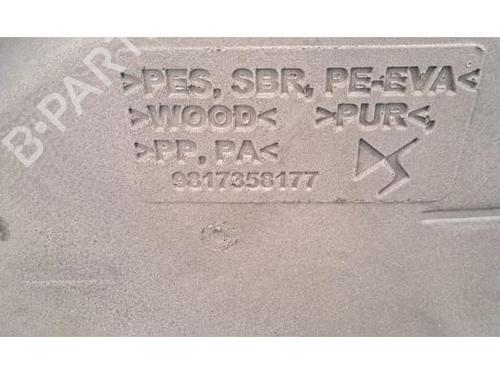 B-PARTS
>PES, SBR, PE-EVA<
>WOOD< >PUR<,
>PP, PA<
9817358177